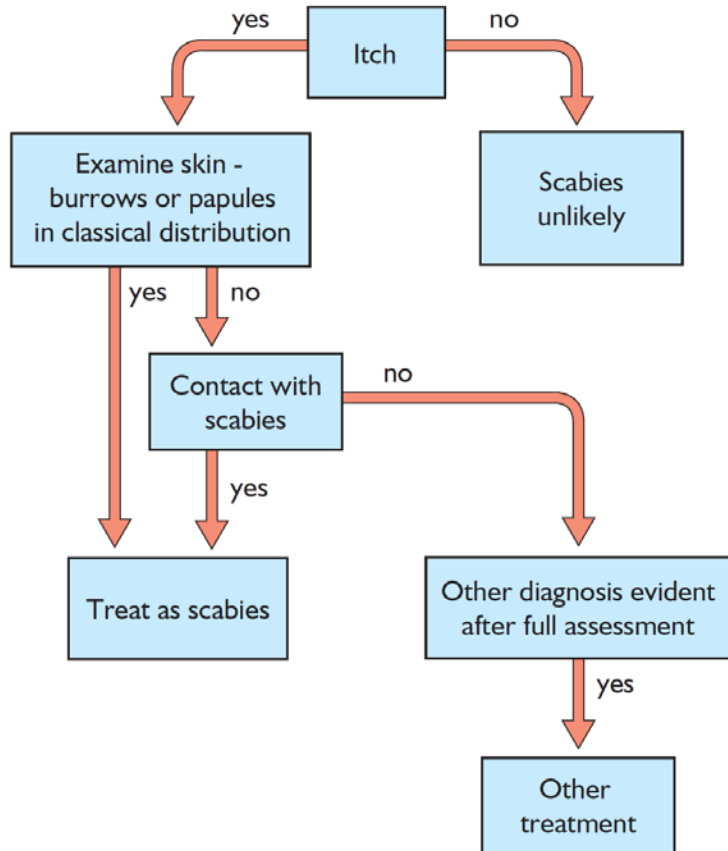 yes
Itch
no
Examine skin -
burrows or papules
in classical distribution
Scabies
unlikely
yes
no
Contact with
scabies
no
yes
Treat as scabies
Other diagnosis evident
after full assessment
yes
Other
treatment